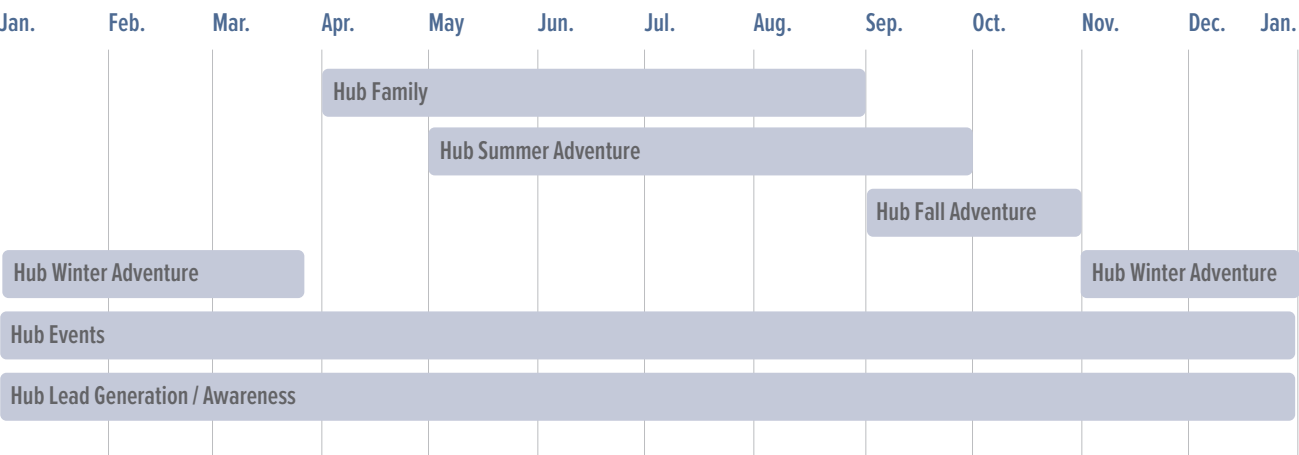 Jan. Feb. Mar. Apr. May Jun. Jul. Aug. Sep. Oct. Nov. Dec. Jan.
Hub Family
Hub Summer Adventure
Hub Fall Adventure
Hub Winter Adventure Hub Winter Adventure
Hub Events
Hub Lead Generation / Awareness